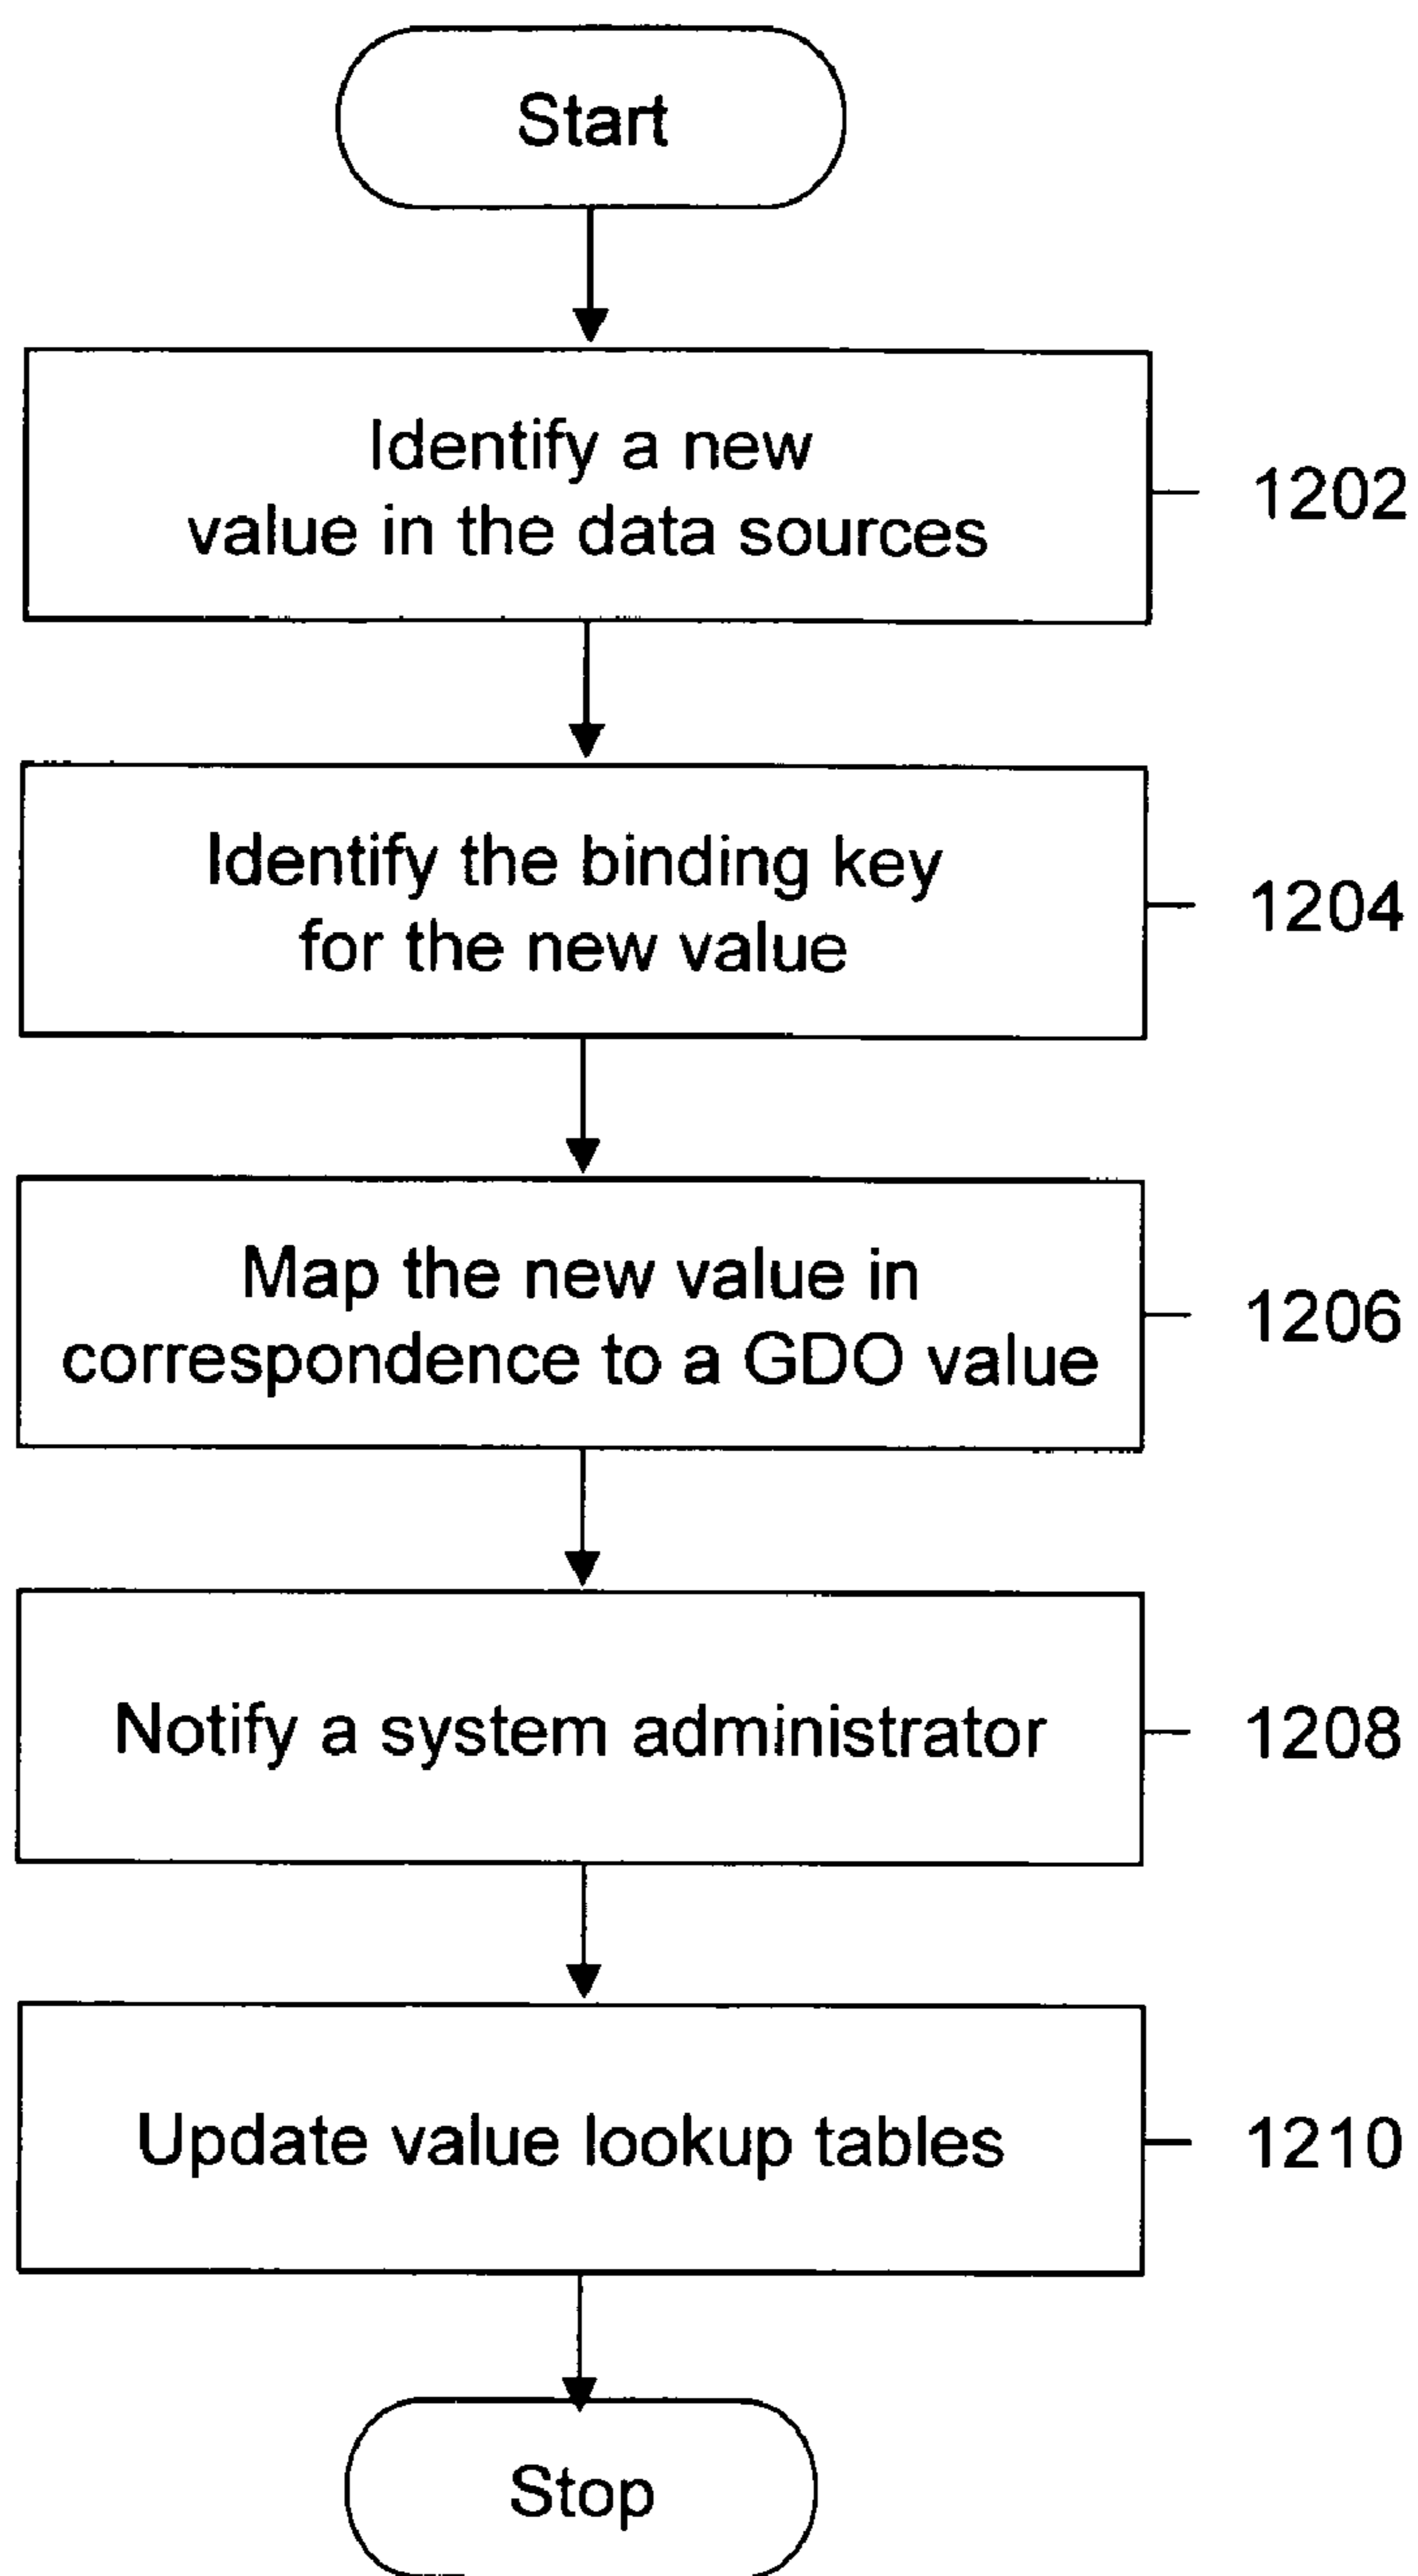 Start
Identify a new
value in the data sources
1202
Identify the binding key
for the new value
1204
Map the new value in
correspondence to a GDO value
1206
Notify a system administrator
1208
Update value lookup tables
1210
Stop